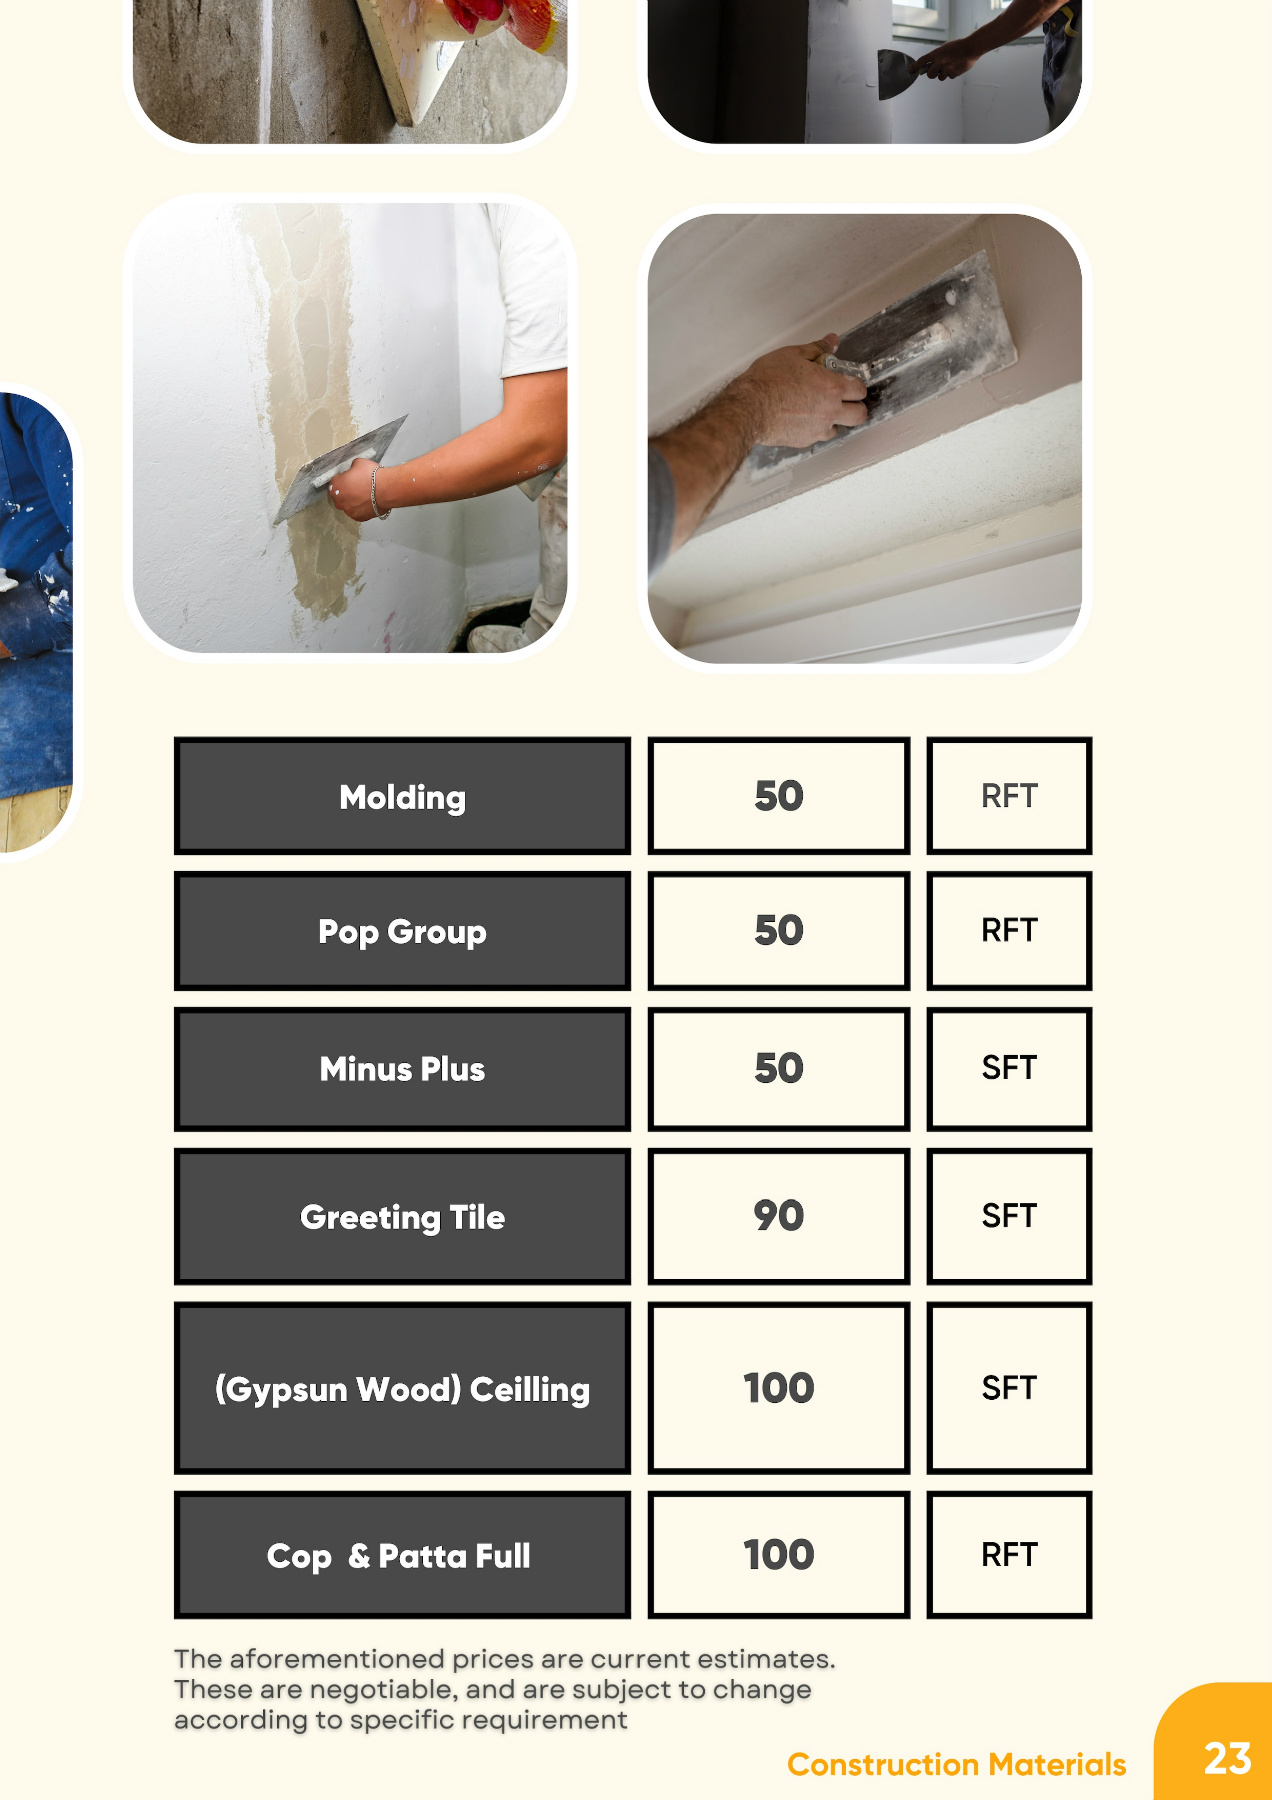 Molding 50 RFT
Pop Group 50 RFT
Minus Plus 50 SFT
Greeting Tile 90 SFT
(Gypsun Wood) Ceilling 100 SFT
Cop & Patta Full 100 RFT
The aforementioned prices are current estimates.
These are negotiable, and are subject to change
according to specific requirement
Construction Materials 23